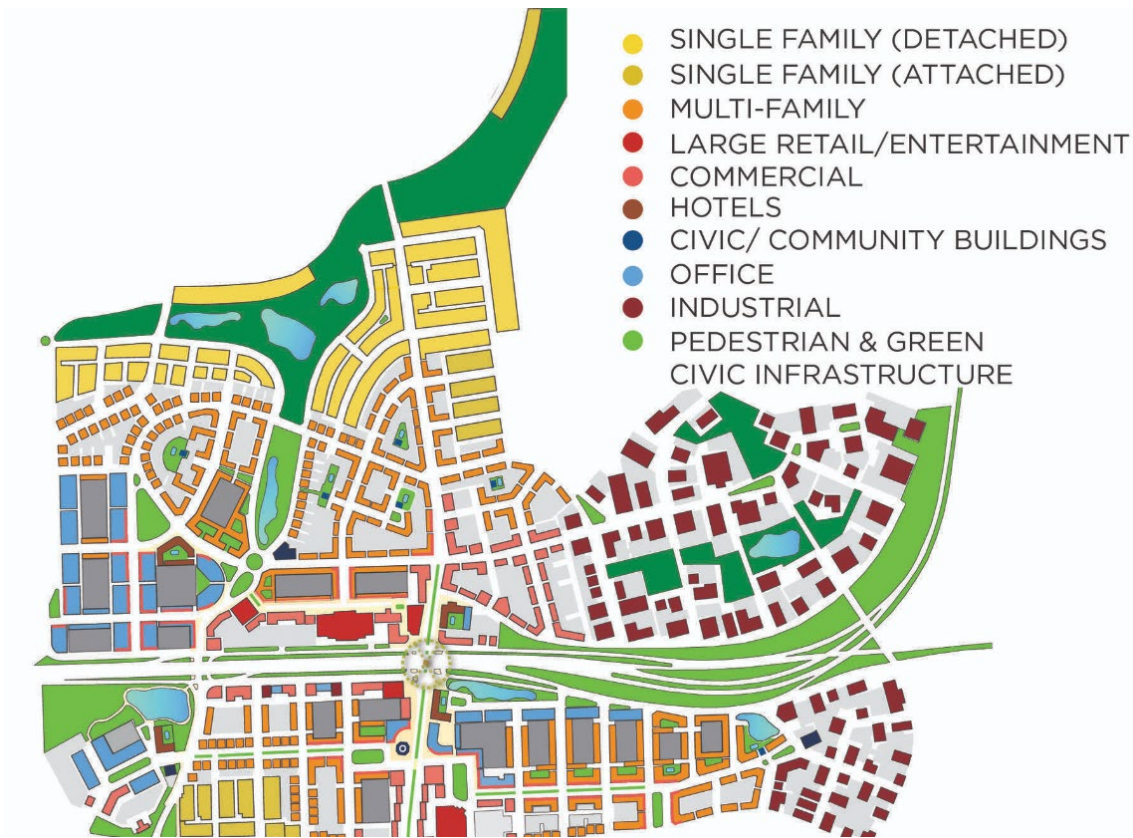 SINGLE FAMILY (DETACHED)
SINGLE FAMILY (ATTACHED)
MULTI-FAMILY
LARGE RETAIL/ENTERTAINMENT
COMMERCIAL
HOTELS
CIVIC/ COMMUNITY BUILDINGS
OFFICE
INDUSTRIAL
PEDESTRIAN & GREEN
CIVIC INFRASTRUCTURE